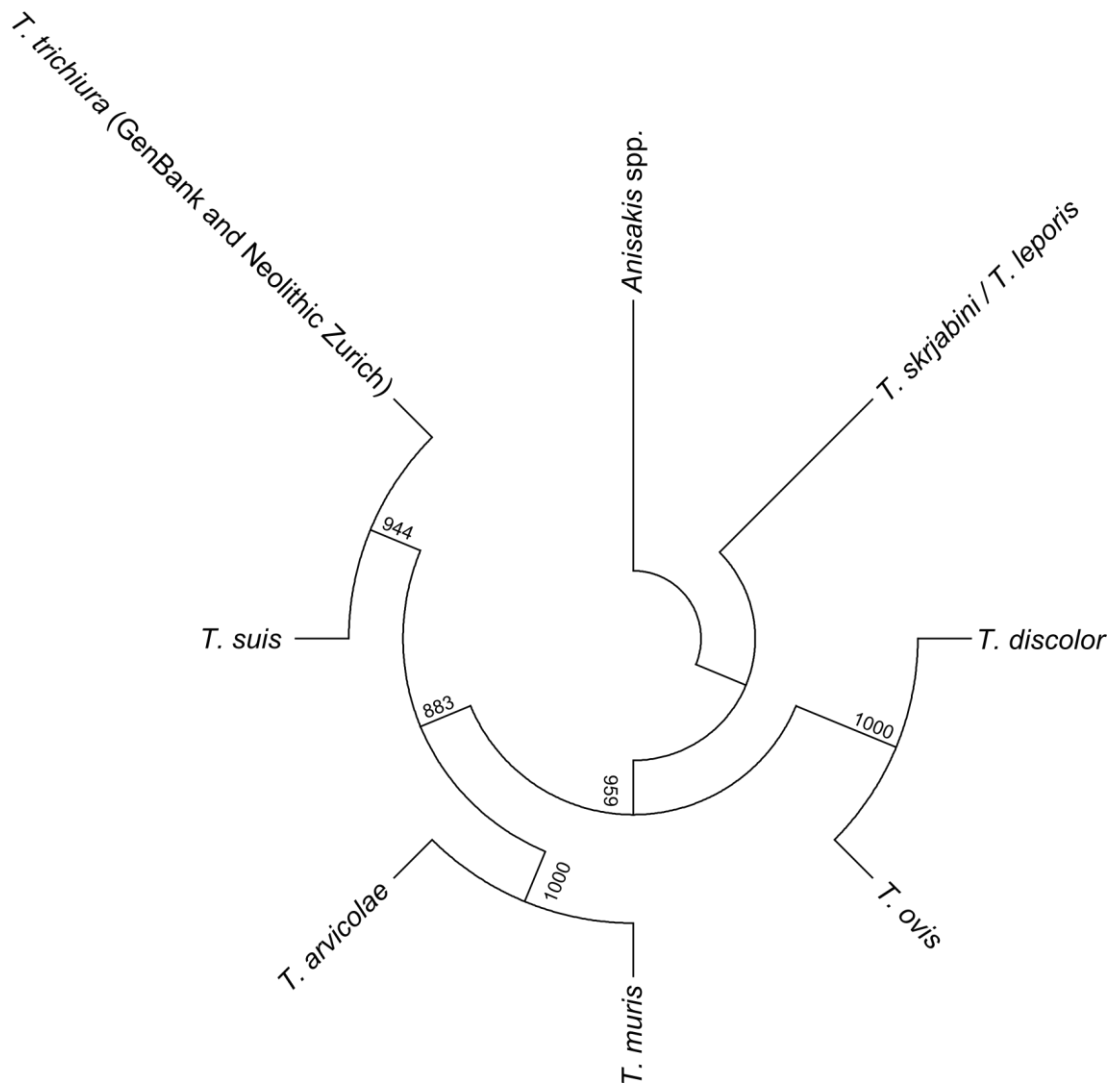 T. trichiura (GenBank and Neolithic Zurich)
Anisakis spp.
T. skrjabini / T. leporis
944
T. suis
T. discolor
883
1000
959
1000
T. arvicolae
T. ovis
T. muris